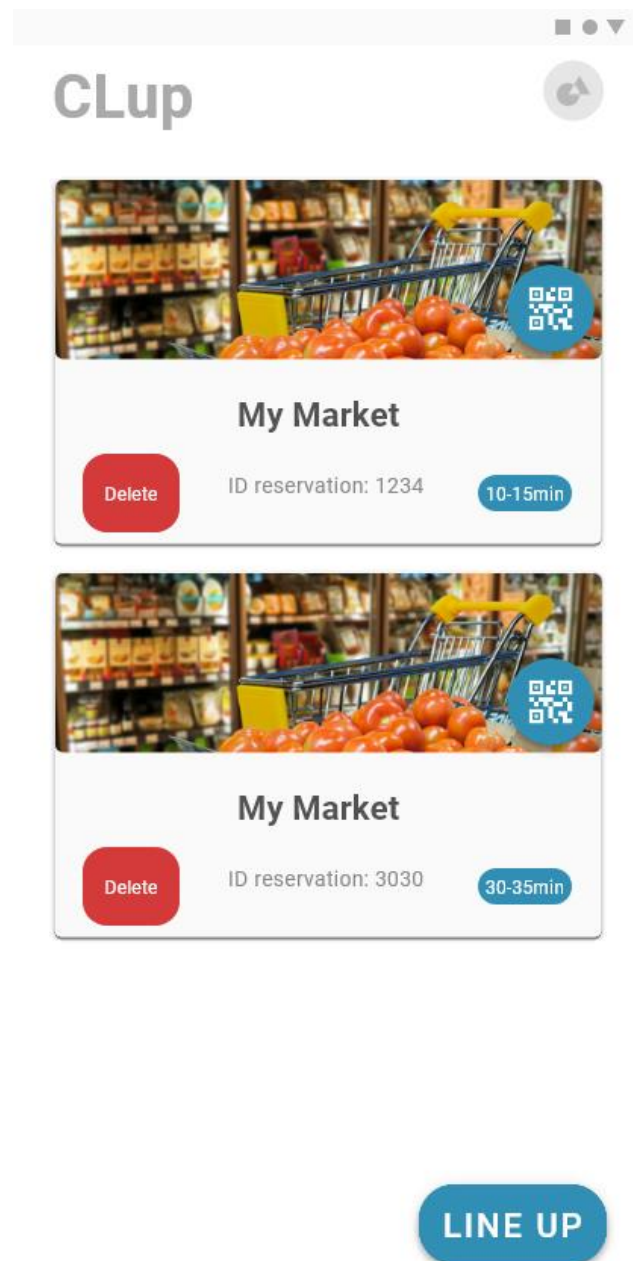 CLup
My Market
Delete
ID reservation: 1234
10-15min
My Market
Delete
ID reservation: 3030
30-35min
LINE UP